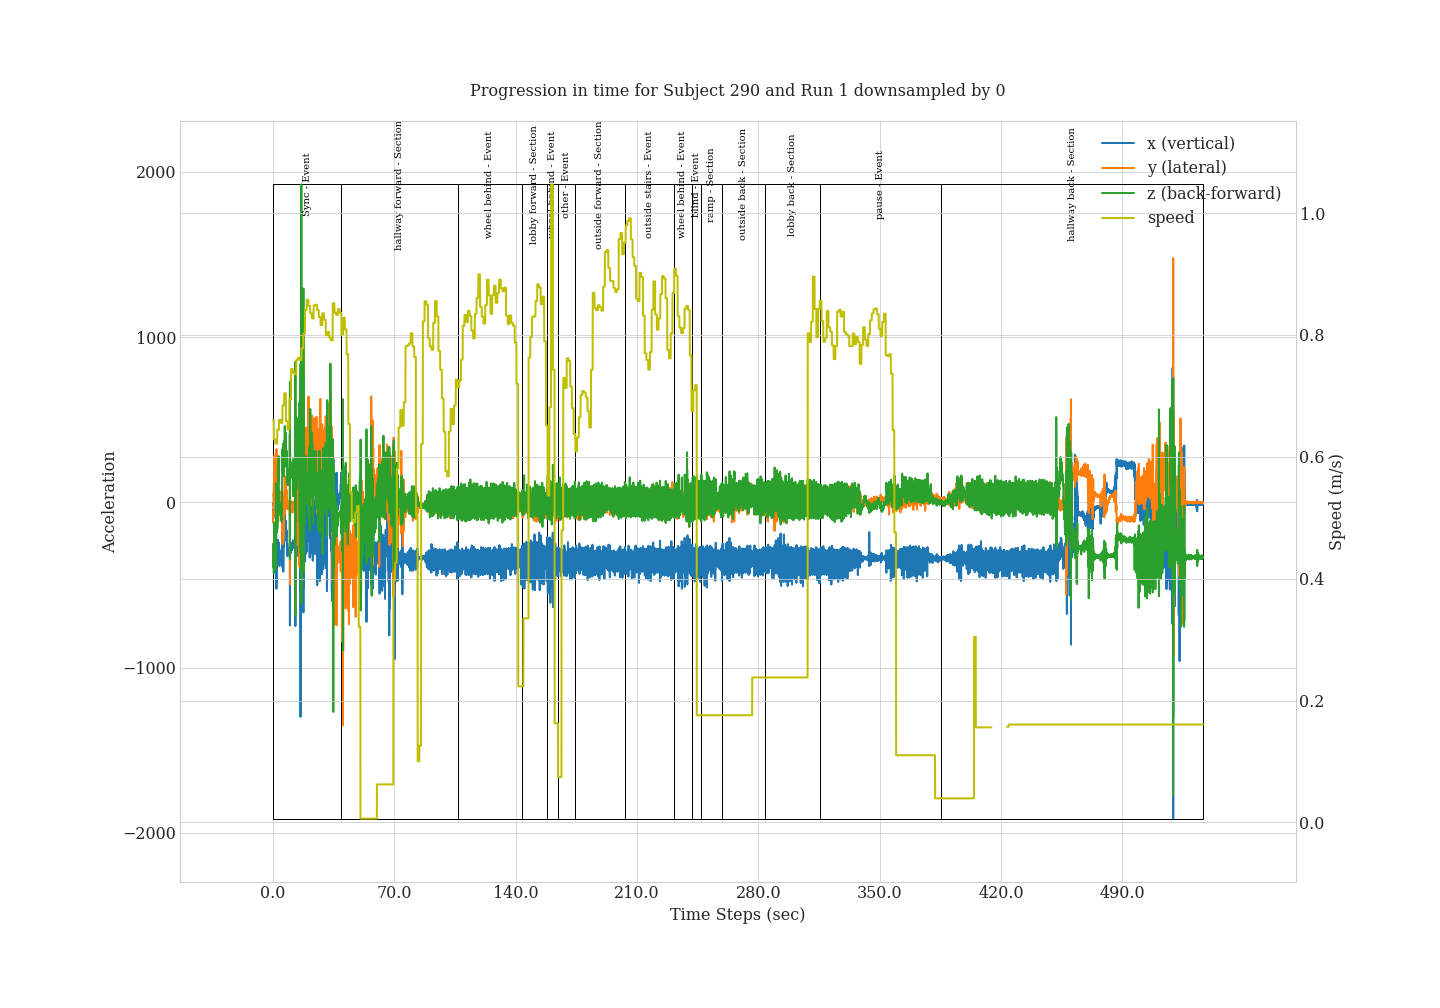 Progression in time for Subject 290 and Run 1 downsampled by 0
Sync - Event
hallway forward - Section
wheel behind - Event
lobby forward - Section
wheel behind - Event
other - Event
outside forward - Section
outside stairs - Event
wheel behind - Event
blind - Event
ramp - Section
outside back - Section
lobby back - Section
pause - Event
hallway back - Section
x (vertical)
y (lateral)
z (back-forward)
speed
2000
1000
0
−1000
−2000
Acceleration
1.0
0.8
0.6
0.4
0.2
0.0
Speed (m/s)
0.0 70.0 140.0 210.0 280.0 350.0 420.0 490.0
Time Steps (sec)